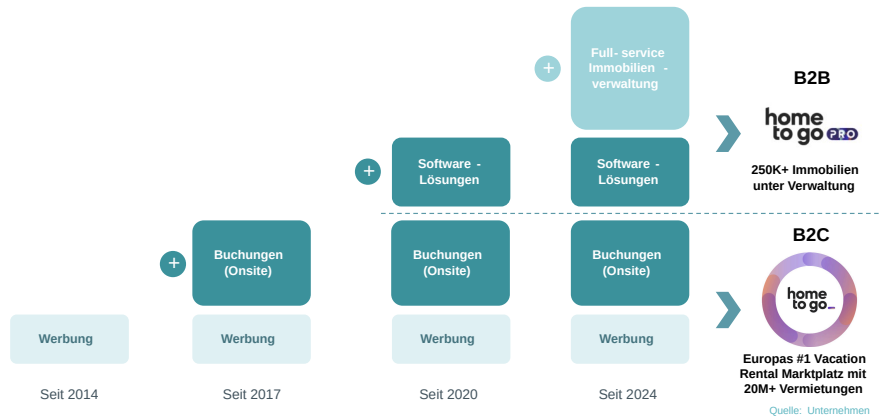 Full- service
Immobilien -
verwaltung
+
B2B
home
to go PRO
250K+ Immobilien
unter Verwaltung
+
Software -
Lösungen
Software -
Lösungen
+
Buchungen
(Onsite)
Buchungen
(Onsite)
Buchungen
(Onsite)
B2C
home
to go
Europas #1 Vacation
Rental Marktplatz mit
20M+ Vermietungen
Werbung
Werbung
Werbung
Werbung
Seit 2014
Seit 2017
Seit 2020
Seit 2024
Quelle: Unternehmen